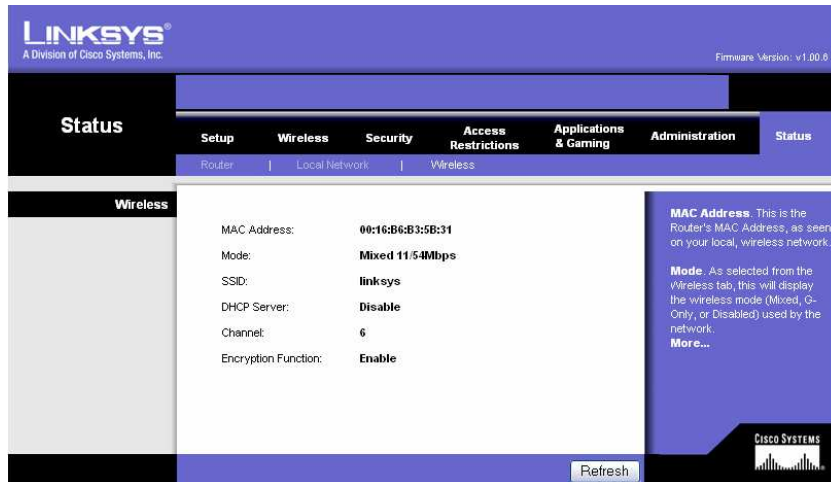 LINKSYS®
A Division of Cisco Systems, Inc.
Firmware Version: v1.00.6
Status
Setup
Wireless
Security
Access
Restrictions
Applications
& Gaming
Administration
Status
Router | Local Network | Wireless
Wireless
MAC Address: 00:16:B6:B3:5B:31
Mode: Mixed 11/54Mbps
SSID: linksys
DHCP Server: Disable
Channel: 6
Encryption Function: Enable
MAC Address. This is the
Router's MAC Address, as seen
on your local, wireless network.
Mode. As selected from the
Wireless tab, this will display
the wireless mode (Mixed, G-
Only, or Disabled) used by the
network.
More...
Refresh
CISCO SYSTEMS